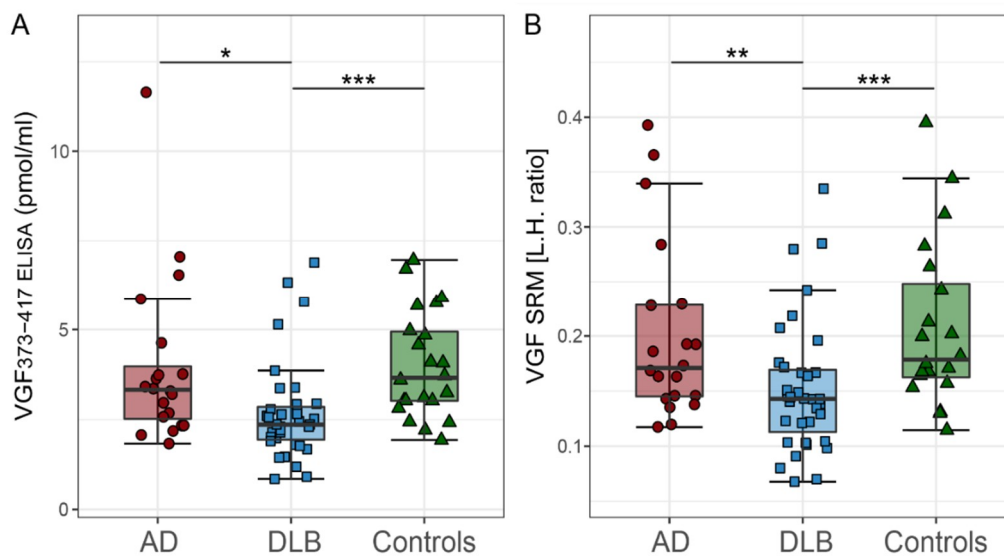 A
VGF373−417 ELISA (pmol/ml)
10
5
0
*
***
AD
DLB
Controls
B
VGF SRM [L.H. ratio]
0.4
0.3
0.2
0.1
**
***
AD
DLB
Controls